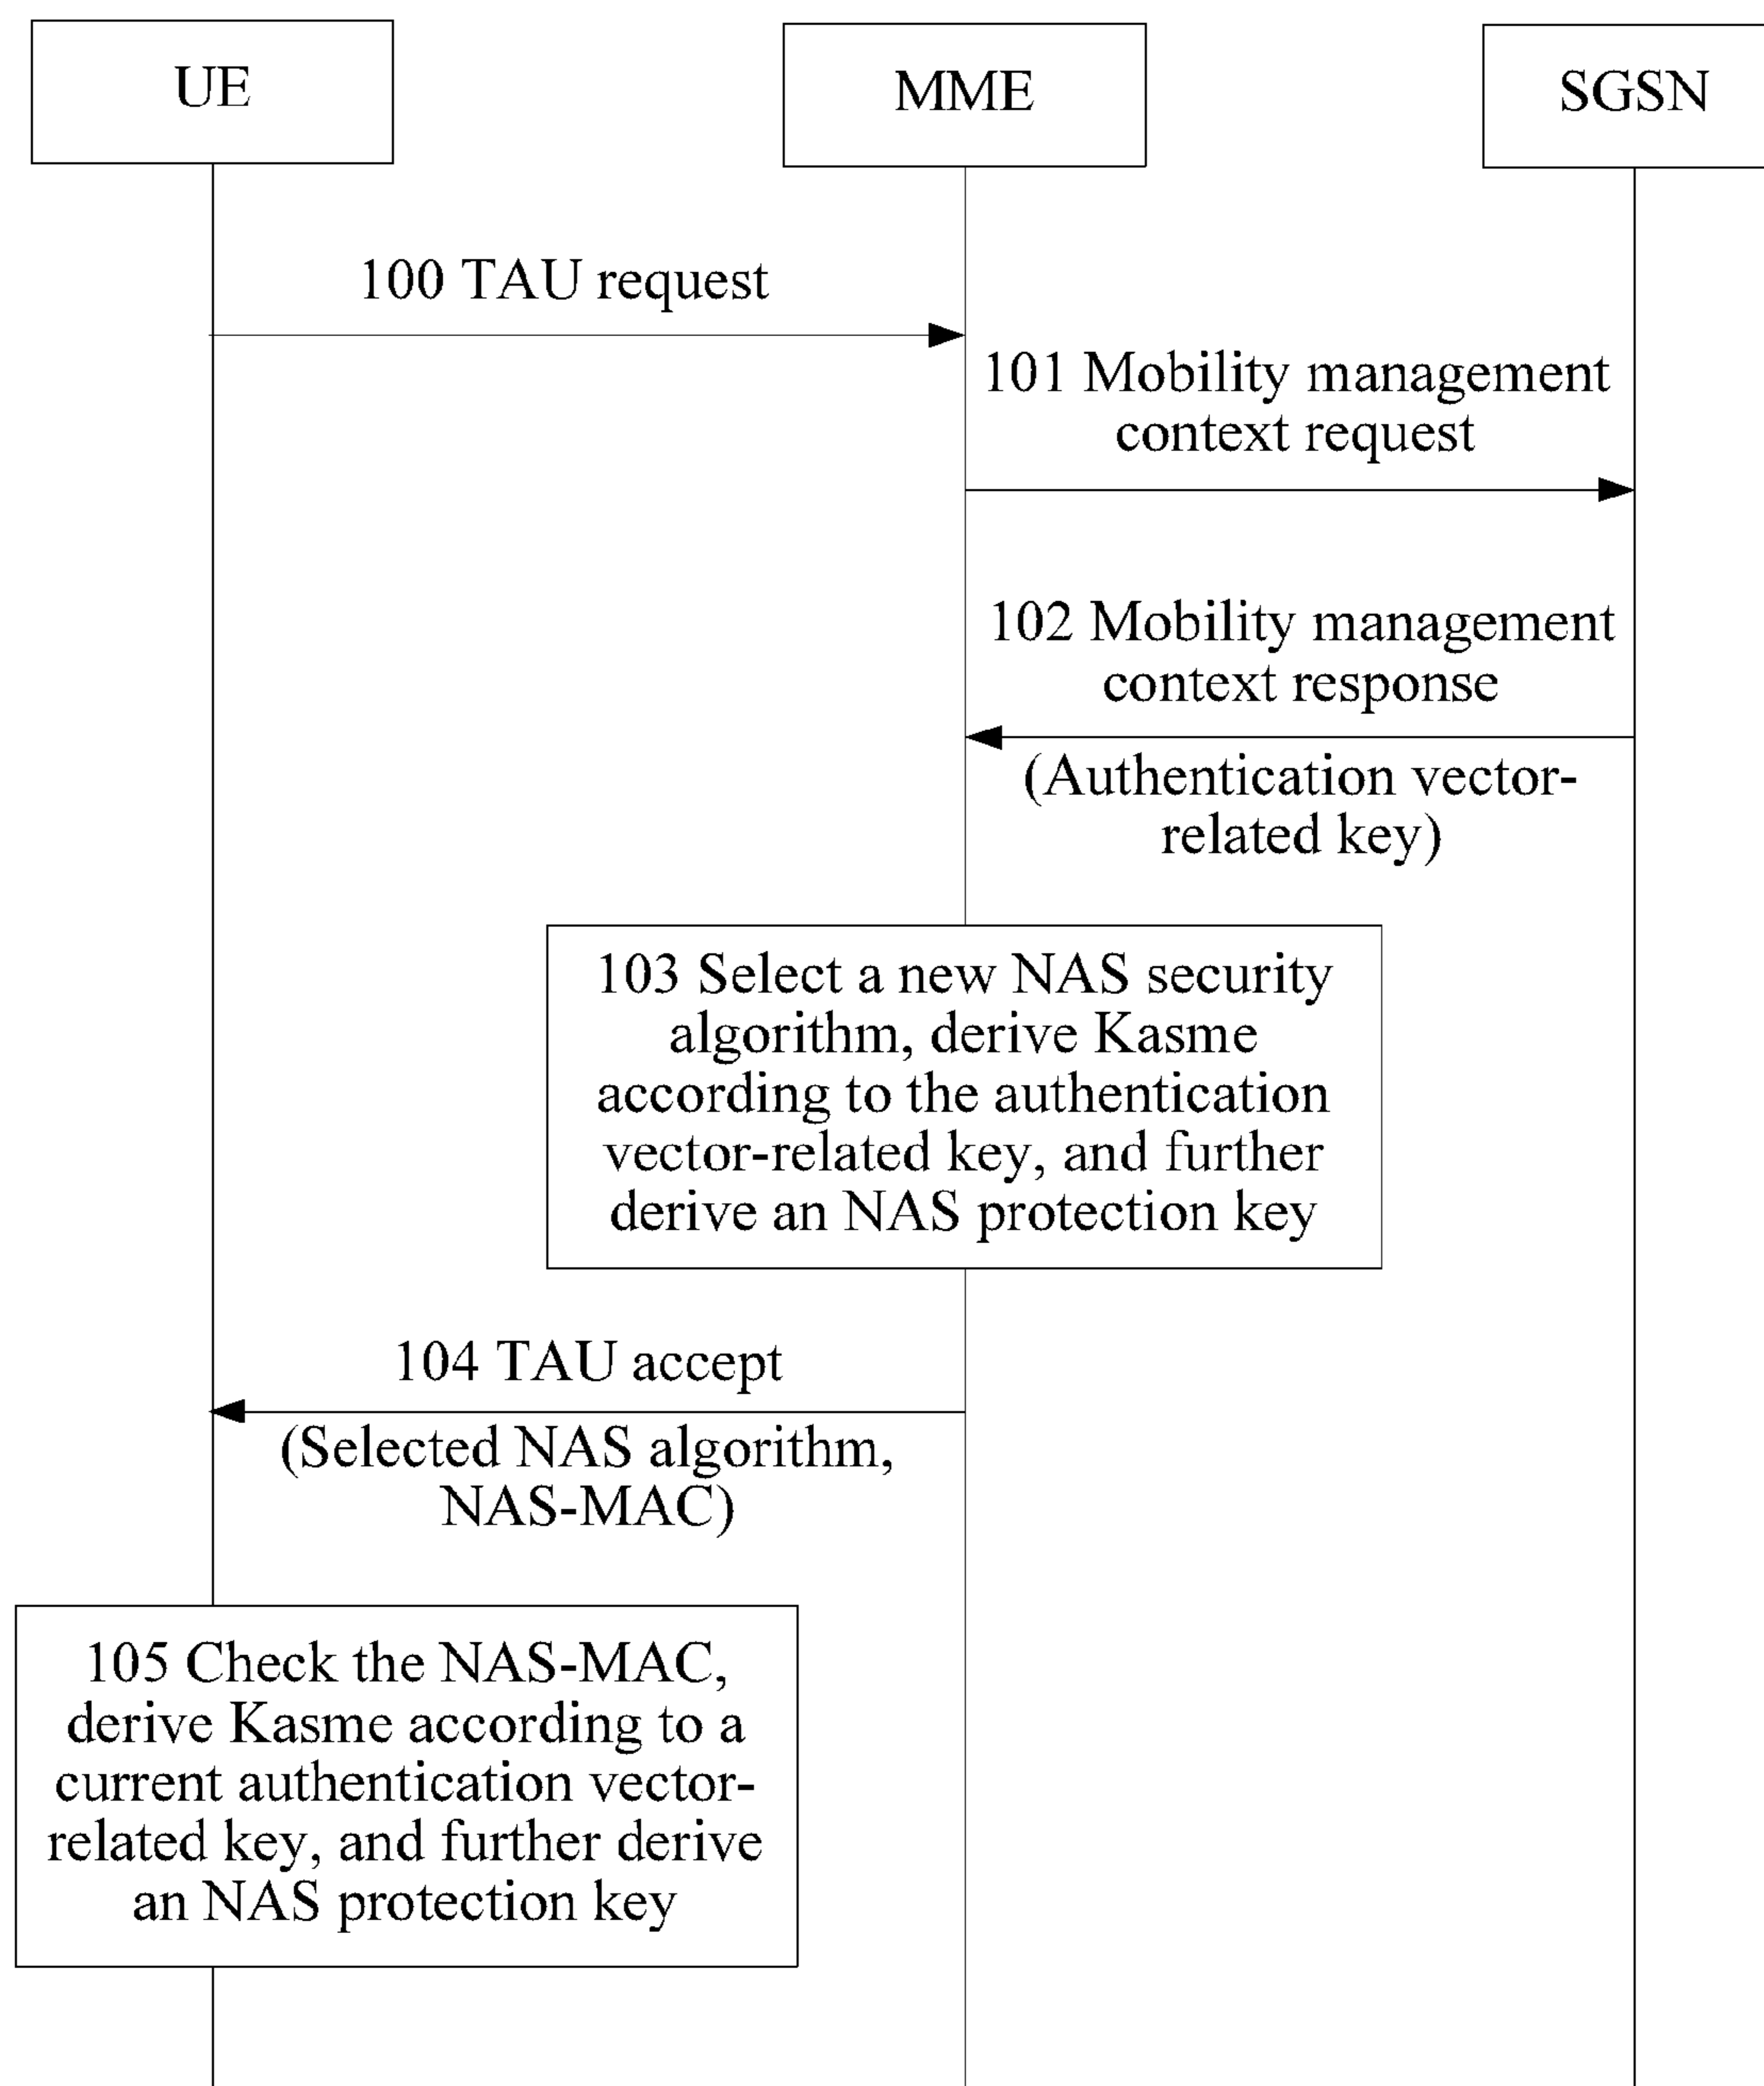 UE
MME
SGSN
100 TAU request
101 Mobility management
context request
102 Mobility management
context response
(Authentication vector-
related key)
103 Select a new NAS security
algorithm, derive Kasme
according to the authentication
vector-related key, and further
derive an NAS protection key
104 TAU accept
(Selected NAS algorithm,
NAS-MAC)
105 Check the NAS-MAC,
derive Kasme according to a
current authentication vector-
related key, and further derive
an NAS protection key